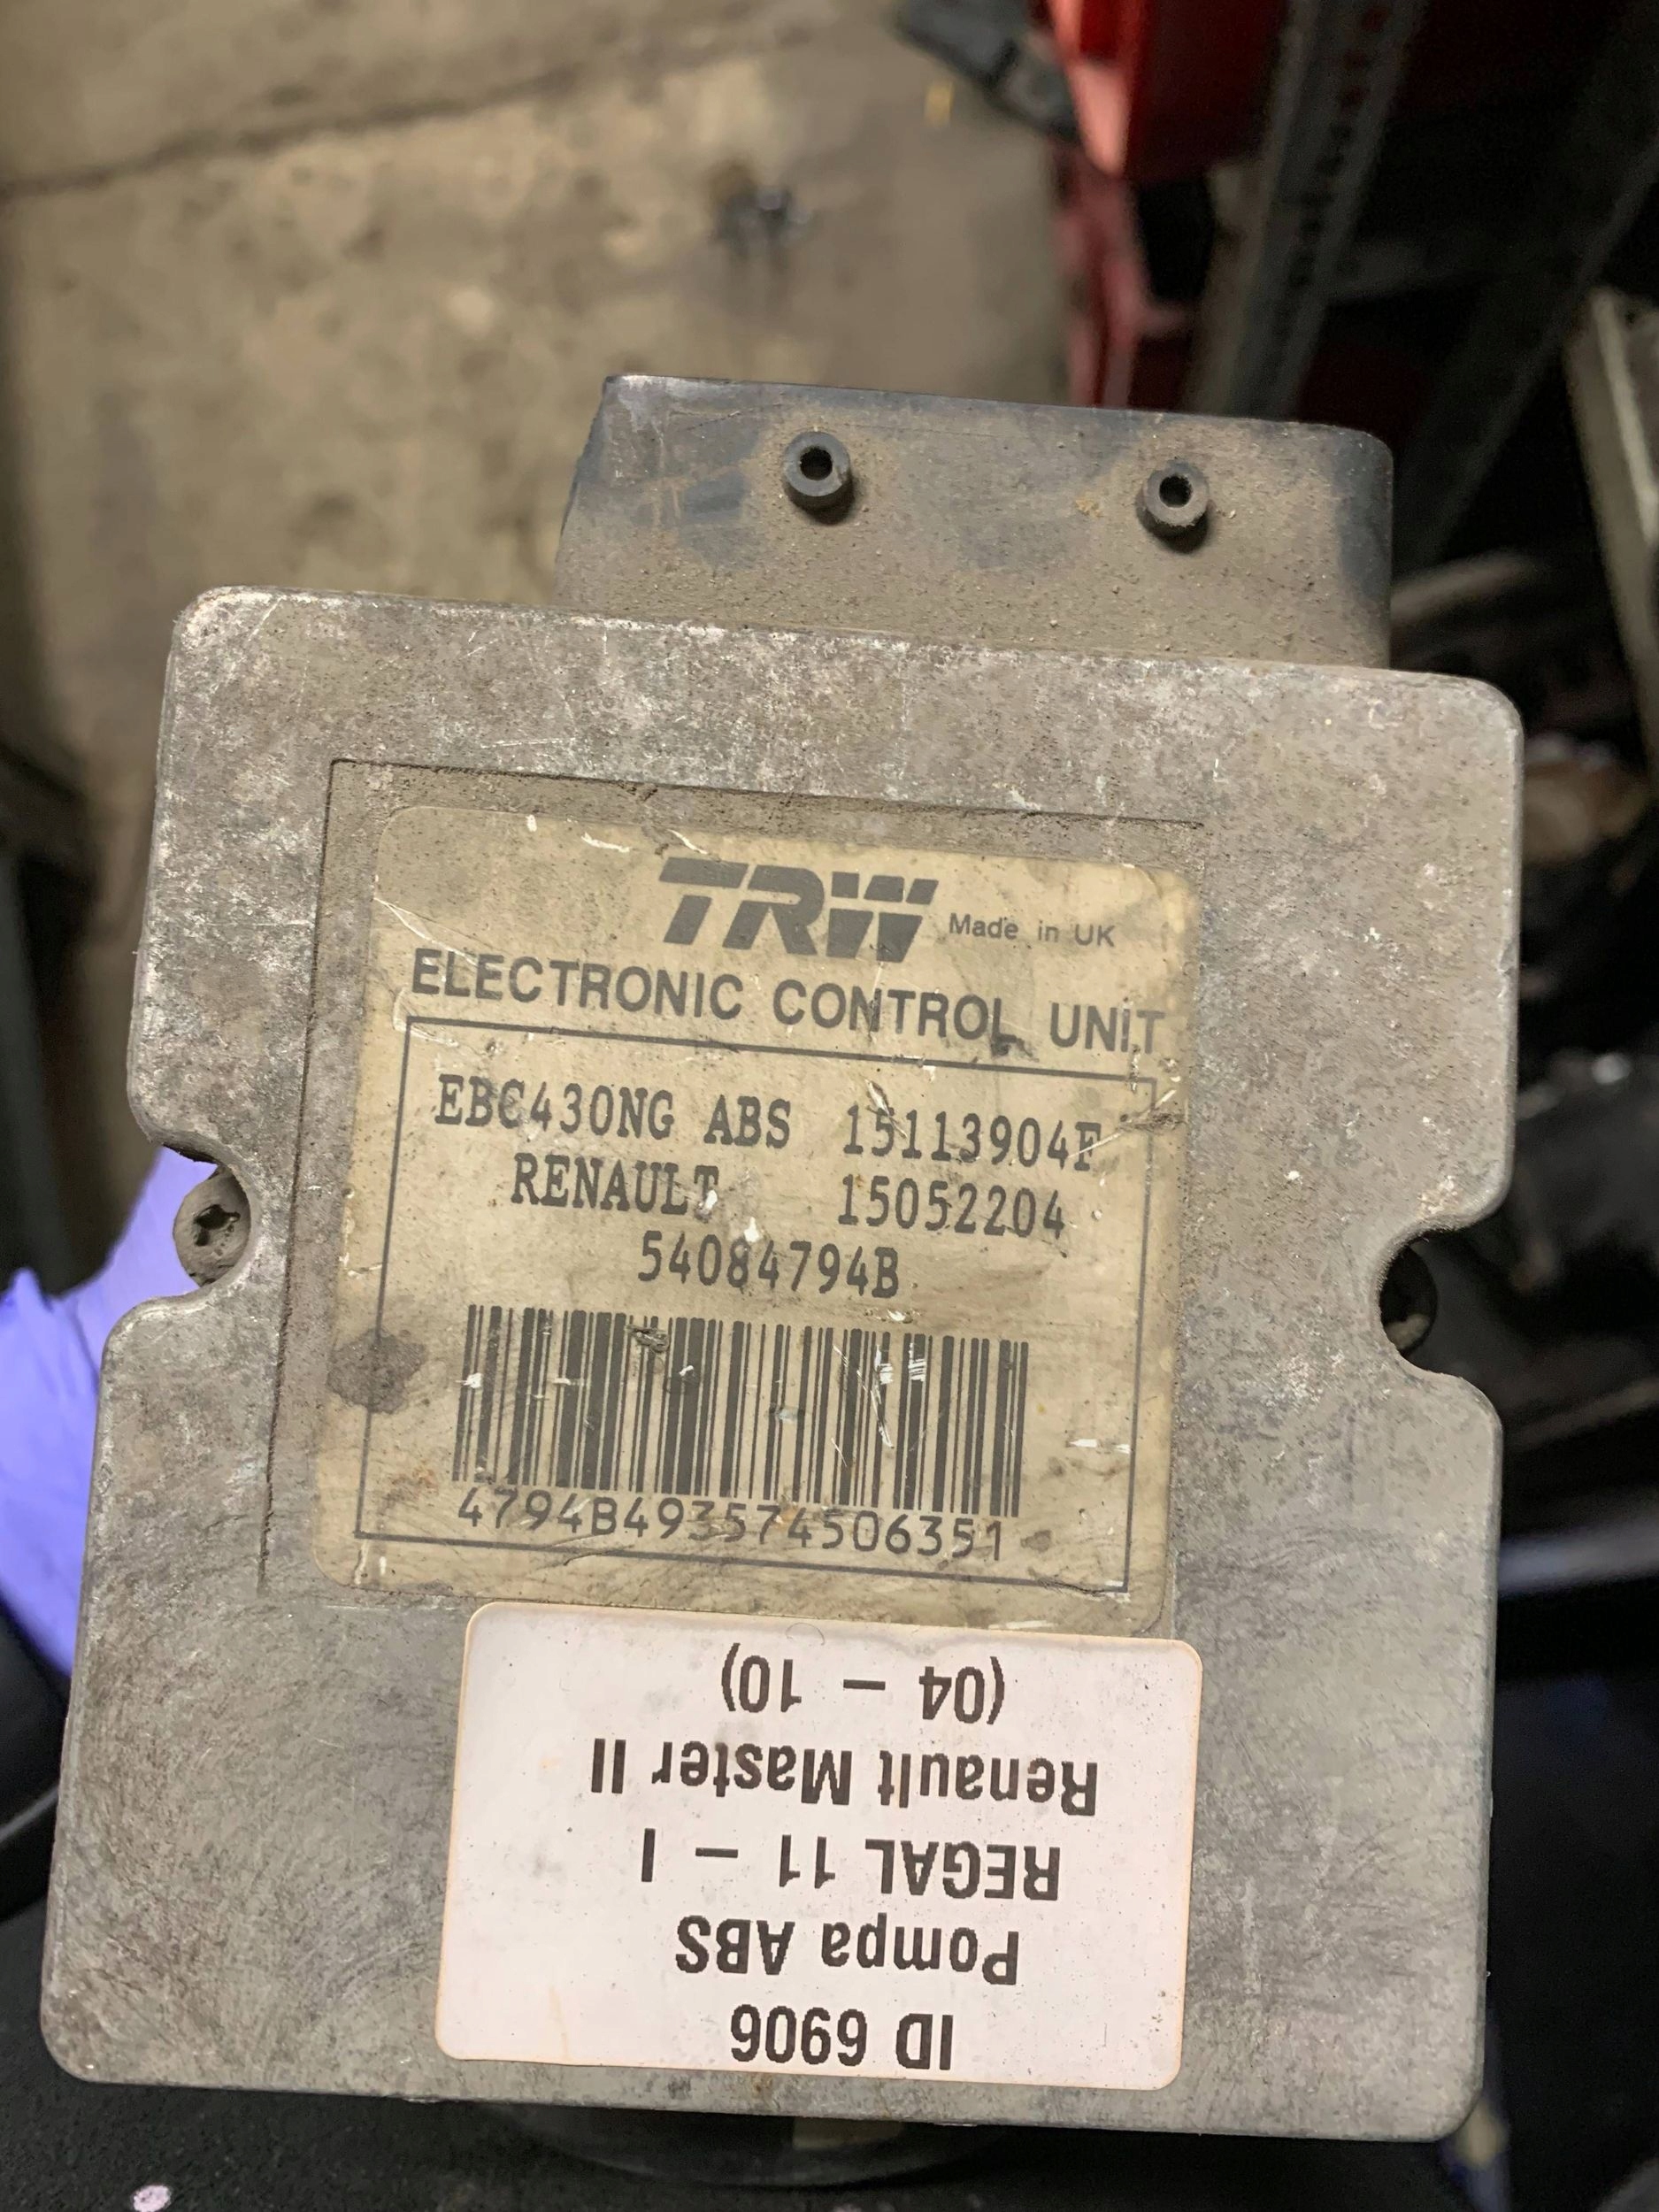 TRW Made in UK
ELECTRONIC CONTROL UNIT
EBC430NG ABS 15113904F
RENAULT 15052204
54084794B
4794B493574506351
ID 6906
Pompa ABS
REGAL 11 – I
Renault Master II
(04 – 10)